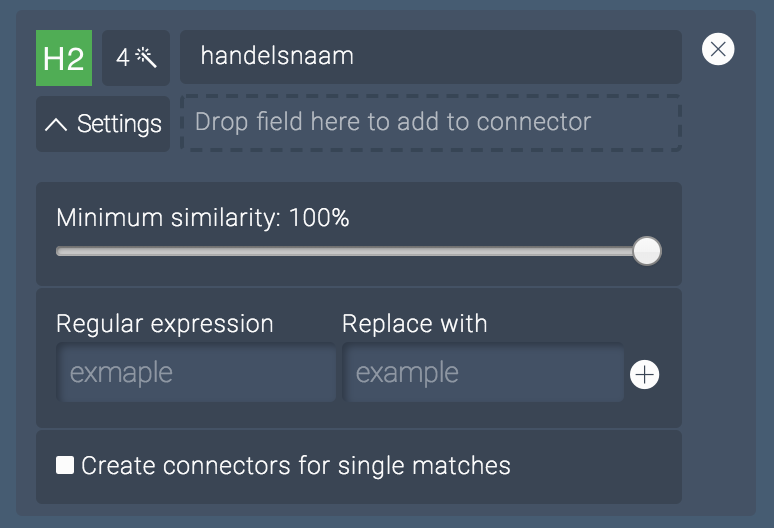 H2 4 handelsnaam
Settings Drop field here to add to connector
Minimum similarity: 100%
Regular expression Replace with
exmaple example
Create connectors for single matches